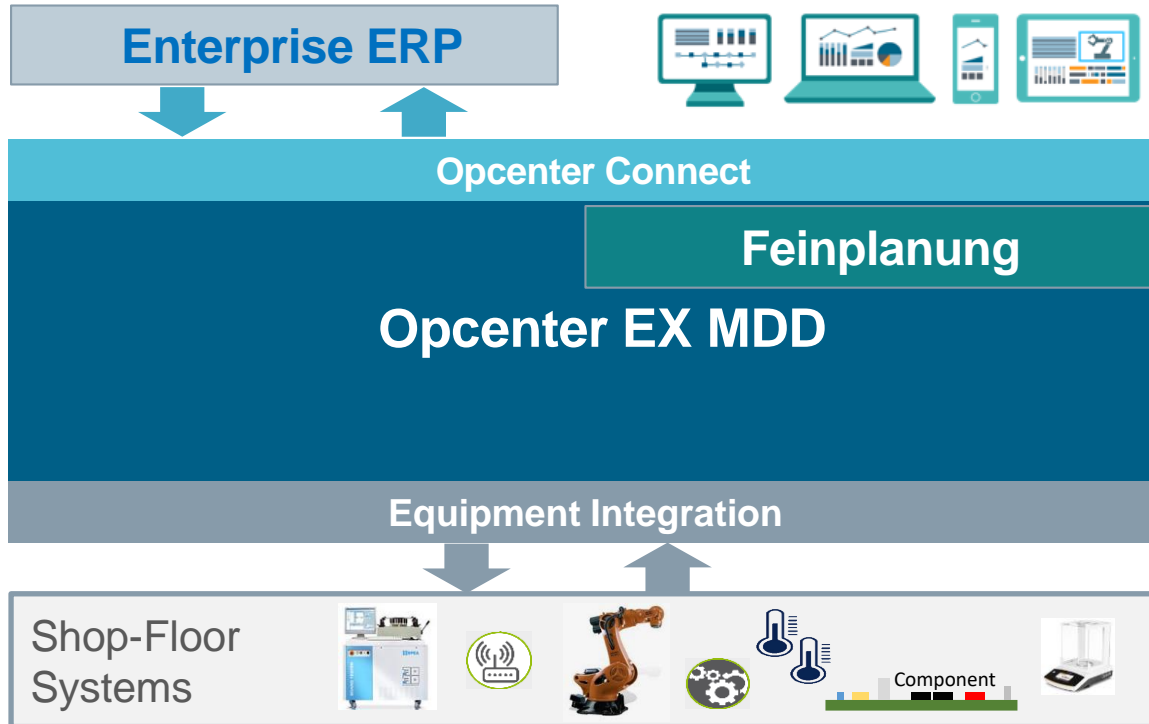 Enterprise ERP
Opcenter Connect
Feinplanung
Opcenter EX MDD
Equipment Integration
Shop-Floor
Systems
Component